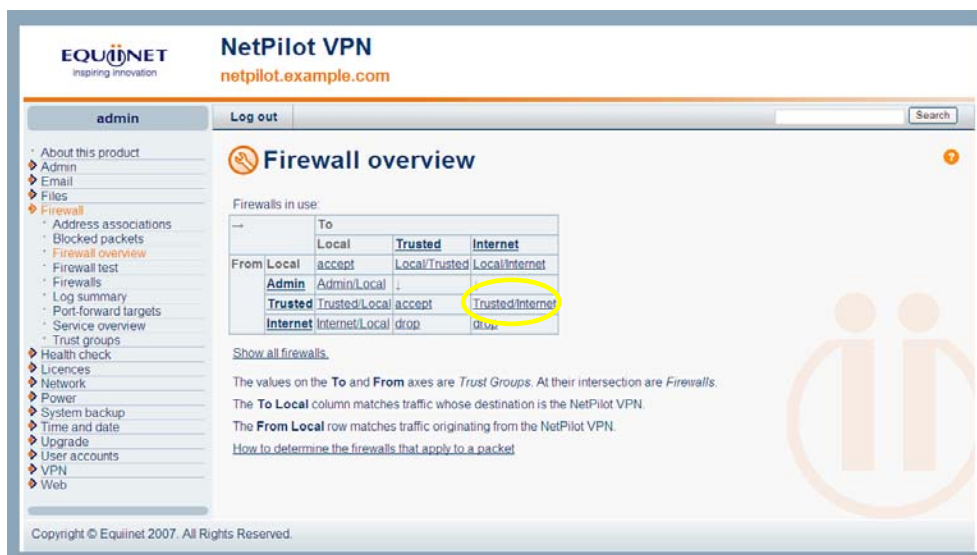 EQUiiNET
inspiring innovation
NetPilot VPN
netpilot.example.com
admin
Log out
Search
About this product
Admin
Email
Files
Firewall
Address associations
Blocked packets
Firewall overview
Firewall test
Firewalls
Log summary
Port-forward targets
Service overview
Trust groups
Health check
Licences
Network
Power
System backup
Time and date
Upgrade
User accounts
VPN
Web
Firewall overview
?
Firewalls in use:
→ To
Local Trusted Internet
From Local accept Local/Trusted Local/Internet
Admin Admin/Local ↓ ↓
Trusted Trusted/Local accept Trusted/Internet
Internet Internet/Local drop drop
Show all firewalls.
The values on the To and From axes are Trust Groups. At their intersection are Firewalls.
The To Local column matches traffic whose destination is the NetPilot VPN.
The From Local row matches traffic originating from the NetPilot VPN.
How to determine the firewalls that apply to a packet
Copyright © Equiinet 2007. All Rights Reserved.